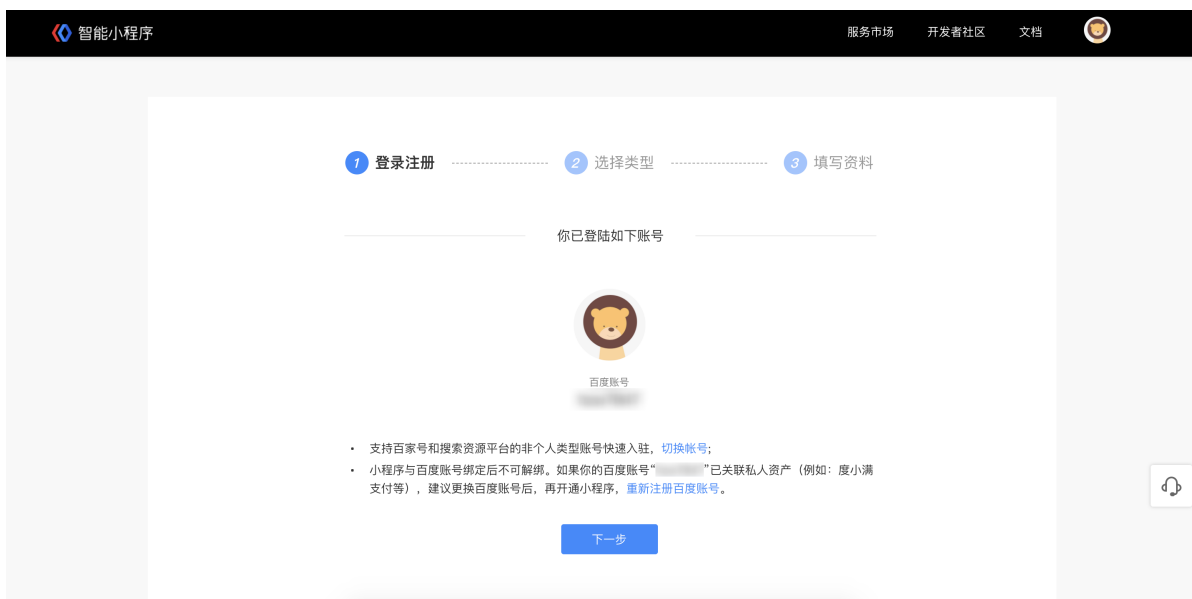 智能小程序
服务市场 开发者社区 文档
1 登录注册 2 选择类型 3 填写资料
你已登陆如下账号
百度账号
• 支持百家号和搜索资源平台的非个人类型账号快速入驻，切换帐号;
• 小程序与百度账号绑定后不可解绑。如果你的百度账号“ ”已关联私人资产（例如：度小满
支付等），建议更换百度账号后，再开通小程序，重新注册百度账号。
下一步